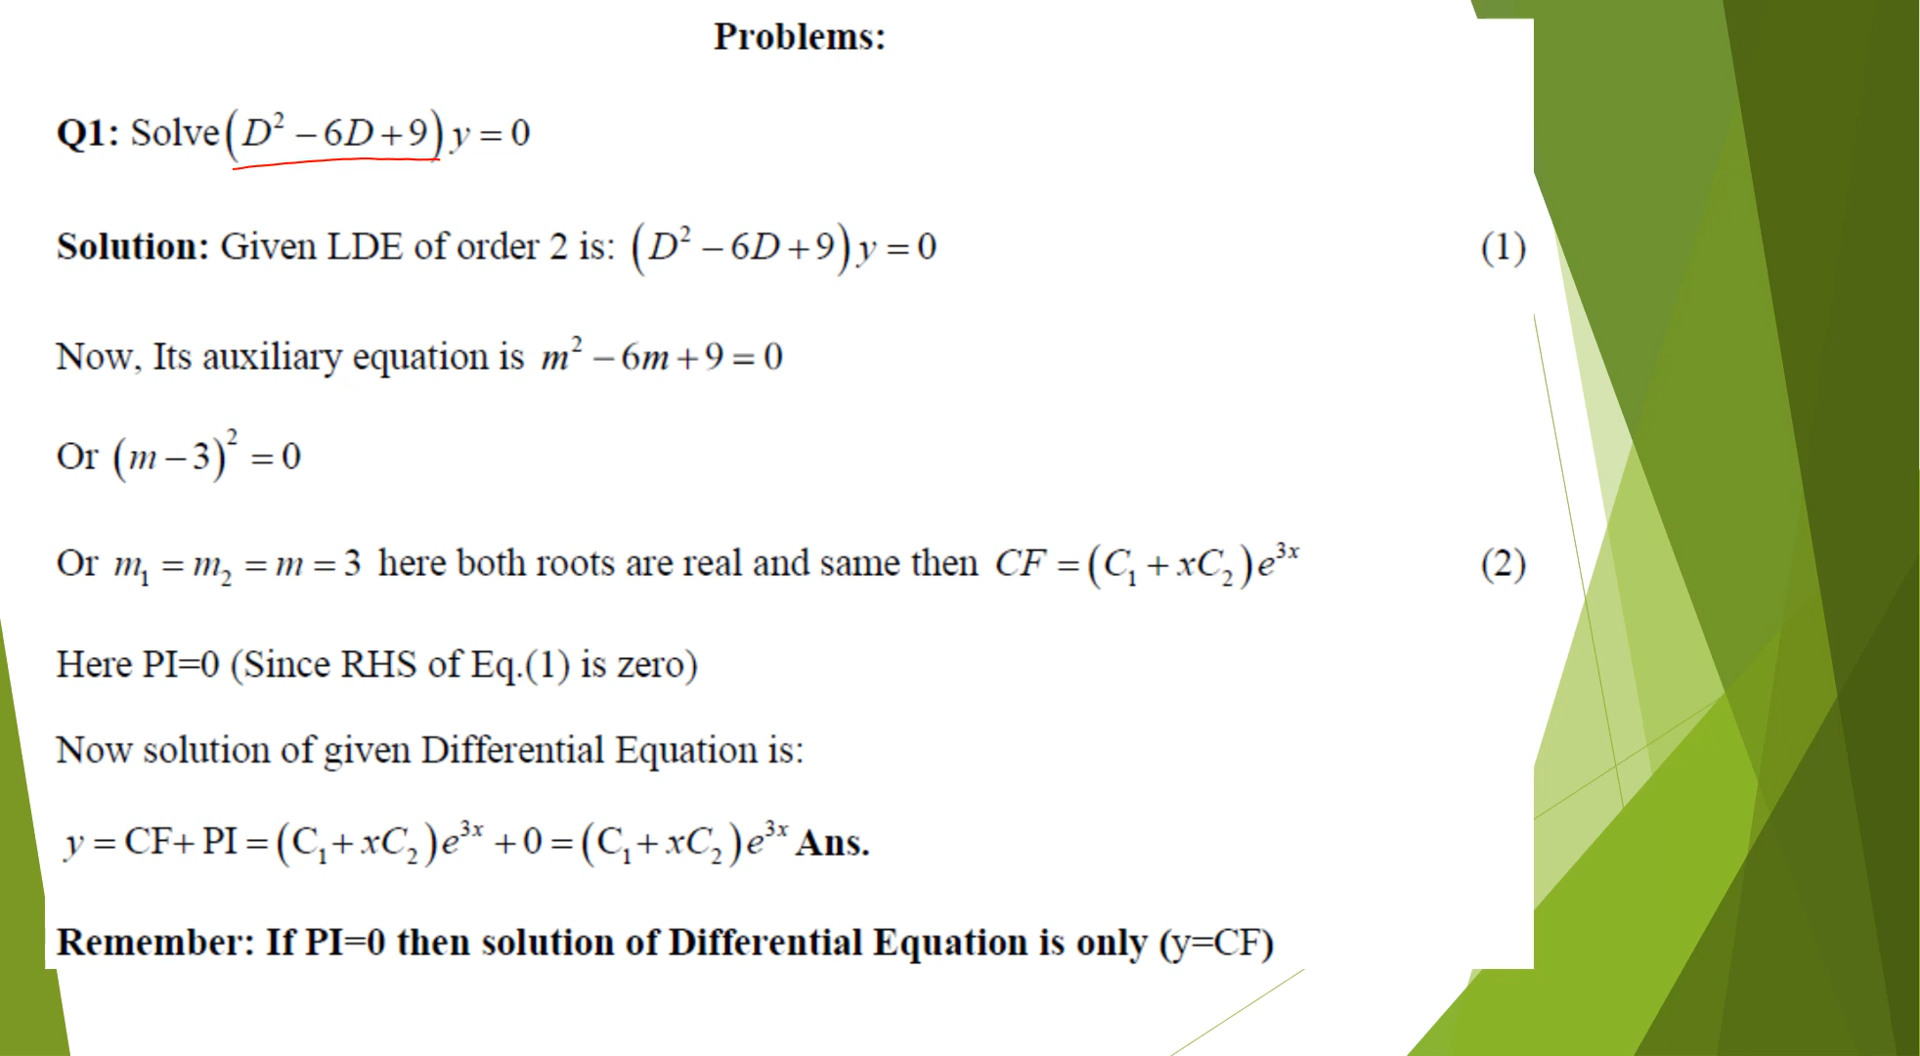 Problems:
Q1: Solve (D² − 6D + 9) y = 0
Solution: Given LDE of order 2 is: (D² − 6D + 9) y = 0 (1)
Now, Its auxiliary equation is m² − 6m + 9 = 0
Or (m − 3)² = 0
Or m₁ = m₂ = m = 3 here both roots are real and same then CF = (C₁ + xC₂)e³ˣ (2)
Here PI=0 (Since RHS of Eq.(1) is zero)
Now solution of given Differential Equation is:
y = CF+ PI = (C₁+ xC₂)e³ˣ + 0 = (C₁+ xC₂)e³ˣ Ans.
Remember: If PI=0 then solution of Differential Equation is only (y=CF)